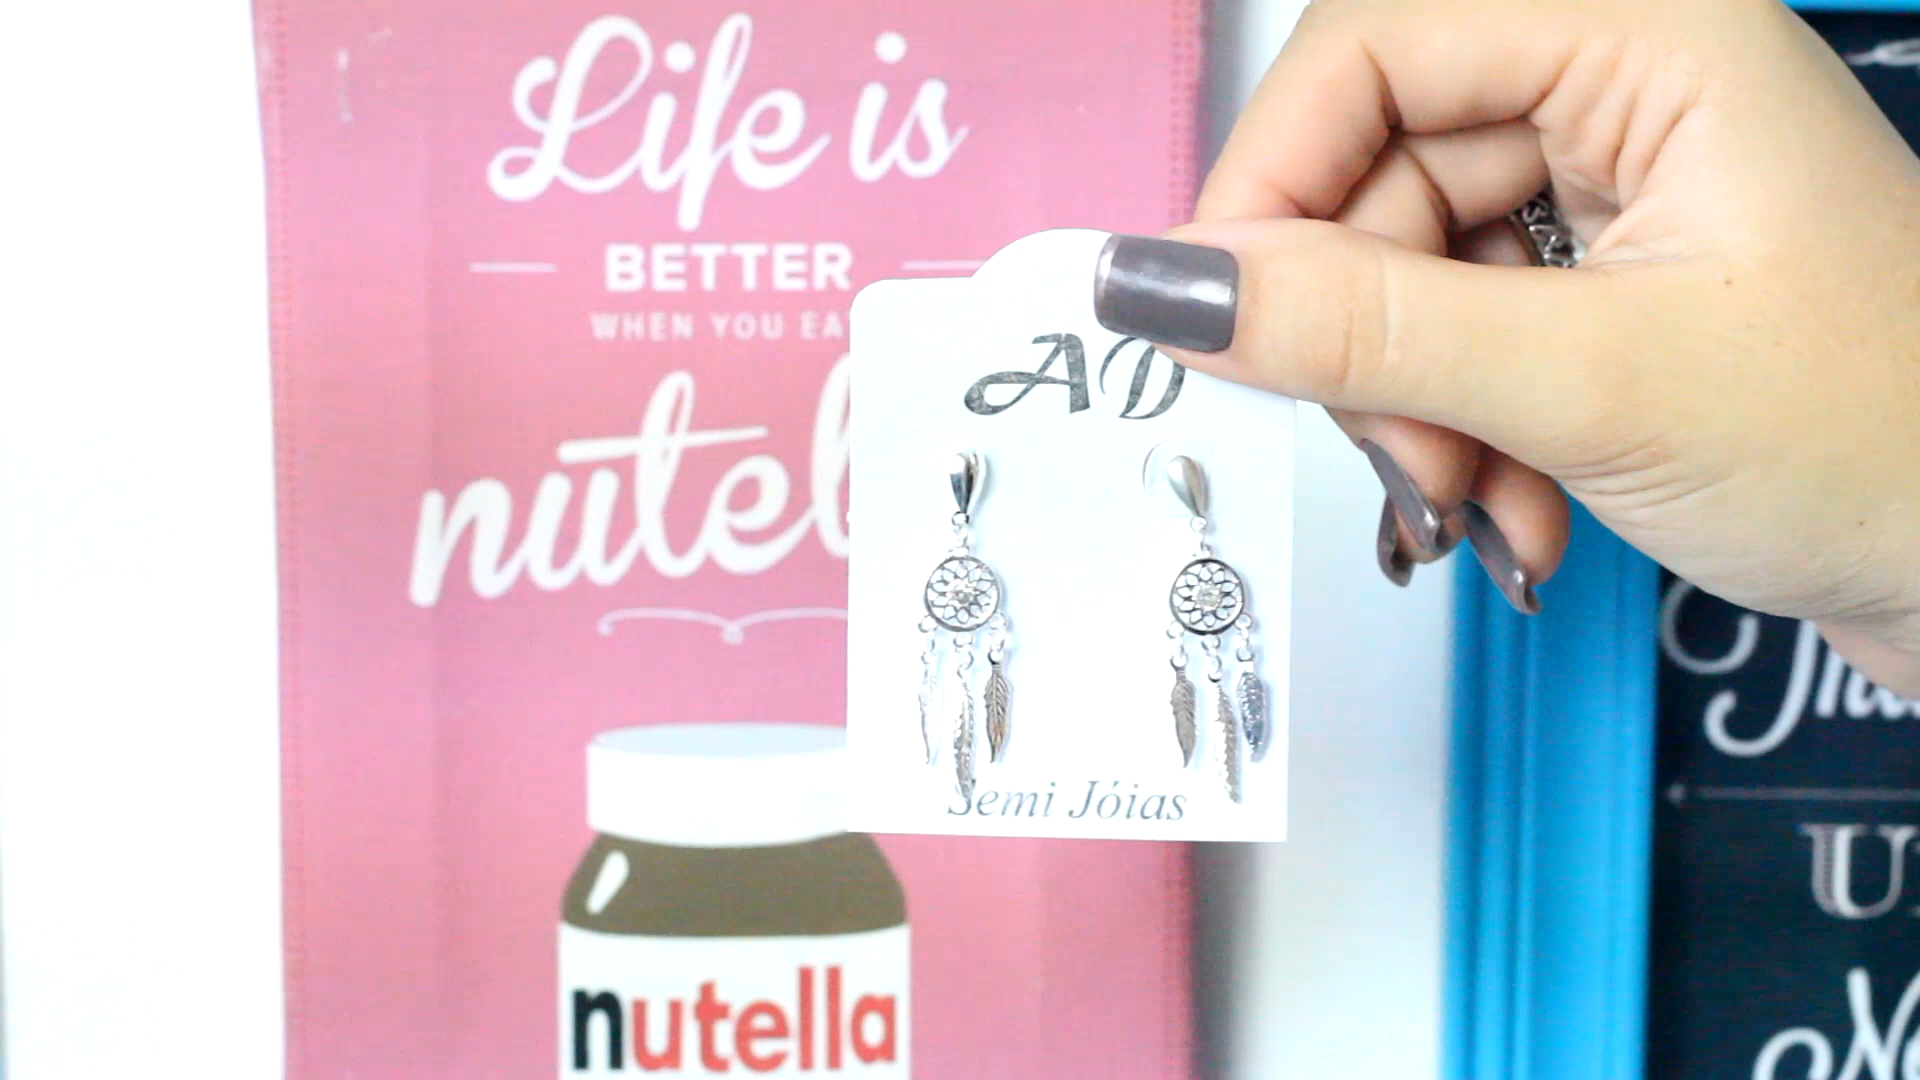 Life is
BETTER
WHEN YOU EA
nutel
nutella
AD
Semi Jóias